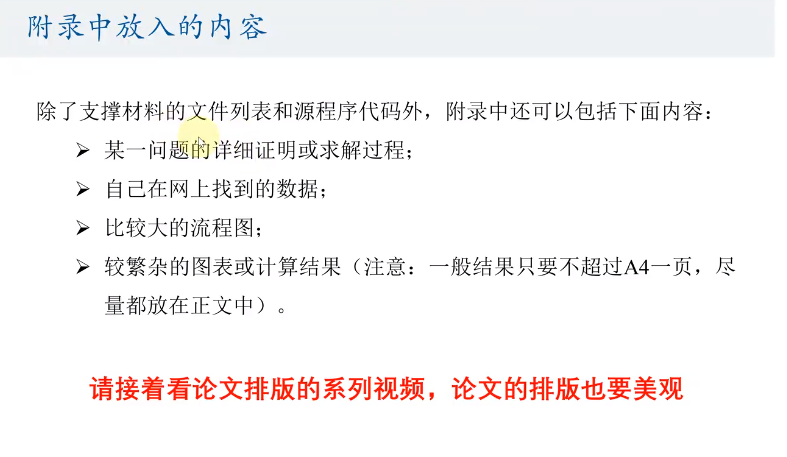 附录中放入的内容
除了支撑材料的文件列表和源程序代码外，附录中还可以包括下面内容：
➢ 某一问题的详细证明或求解过程；
➢ 自己在网上找到的数据；
➢ 比较大的流程图；
➢ 较繁杂的图表或计算结果（注意：一般结果只要不超过A4一页，尽
量都放在正文中）。
请接着看论文排版的系列视频，论文的排版也要美观